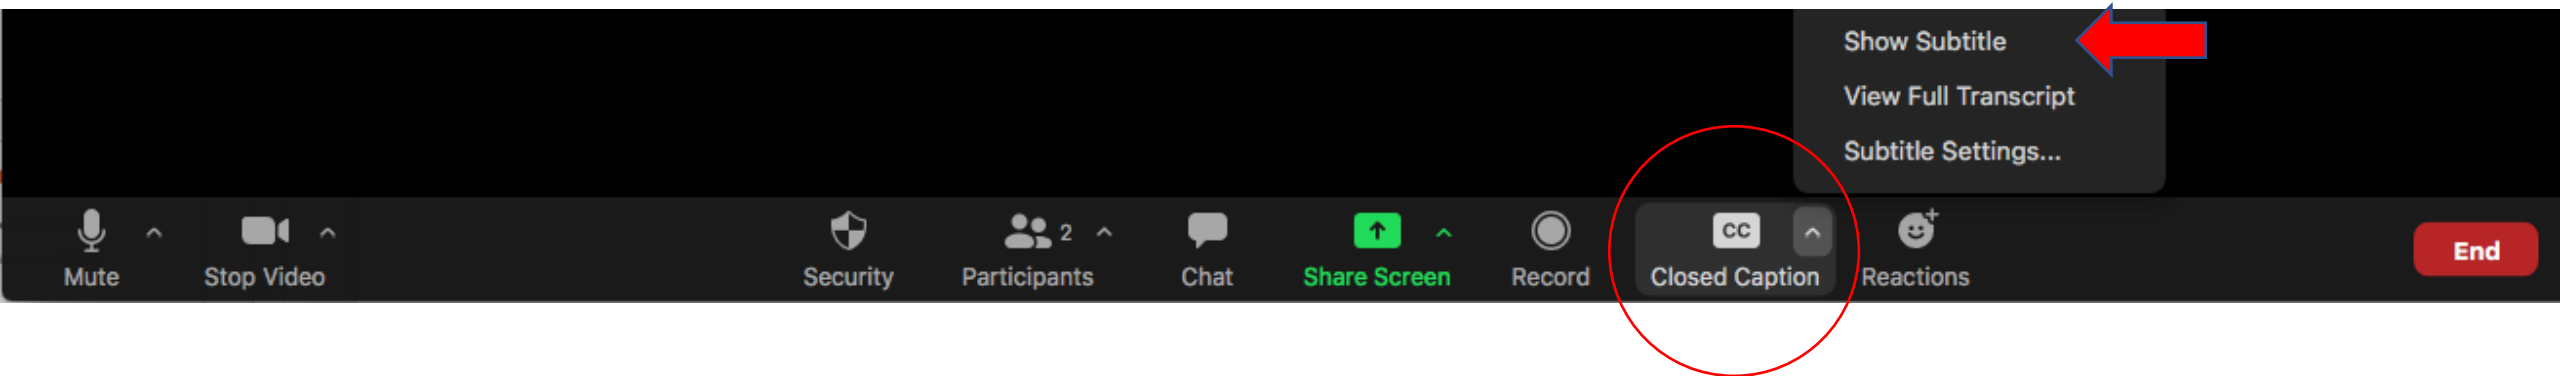 Show Subtitle
View Full Transcript
Subtitle Settings...
2
CC
Mute
Stop Video
Security
Participants
Chat
Share Screen
Record
Closed Caption
Reactions
End